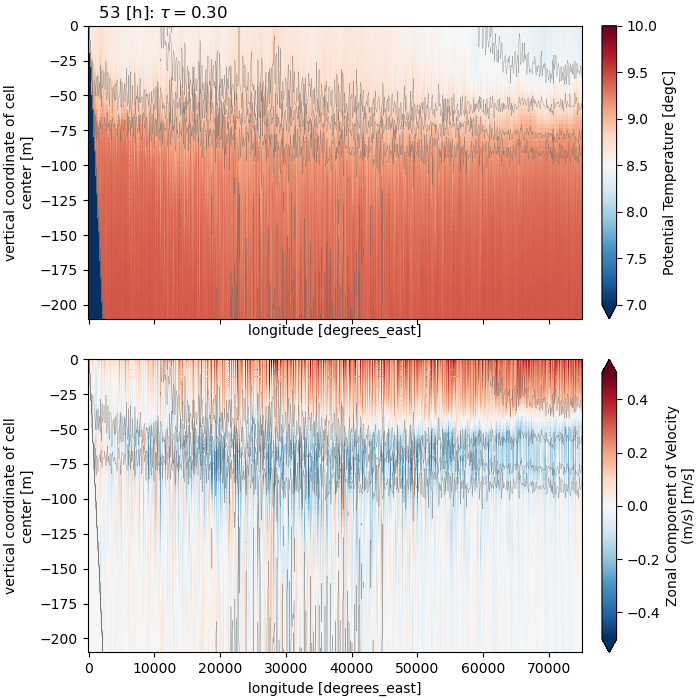 53 [h]: τ = 0.30
0
−25
−50
−75
−100
−125
−150
−175
−200
vertical coordinate of cell
center [m]
longitude [degrees_east]
10.0
9.5
9.0
8.5
8.0
7.5
7.0
Potential Temperature [degC]
0
−25
−50
−75
−100
−125
−150
−175
−200
vertical coordinate of cell
center [m]
0 10000 20000 30000 40000 50000 60000 70000
longitude [degrees_east]
0.4
0.2
0.0
−0.2
−0.4
Zonal Component of Velocity
(m/s) [m/s]